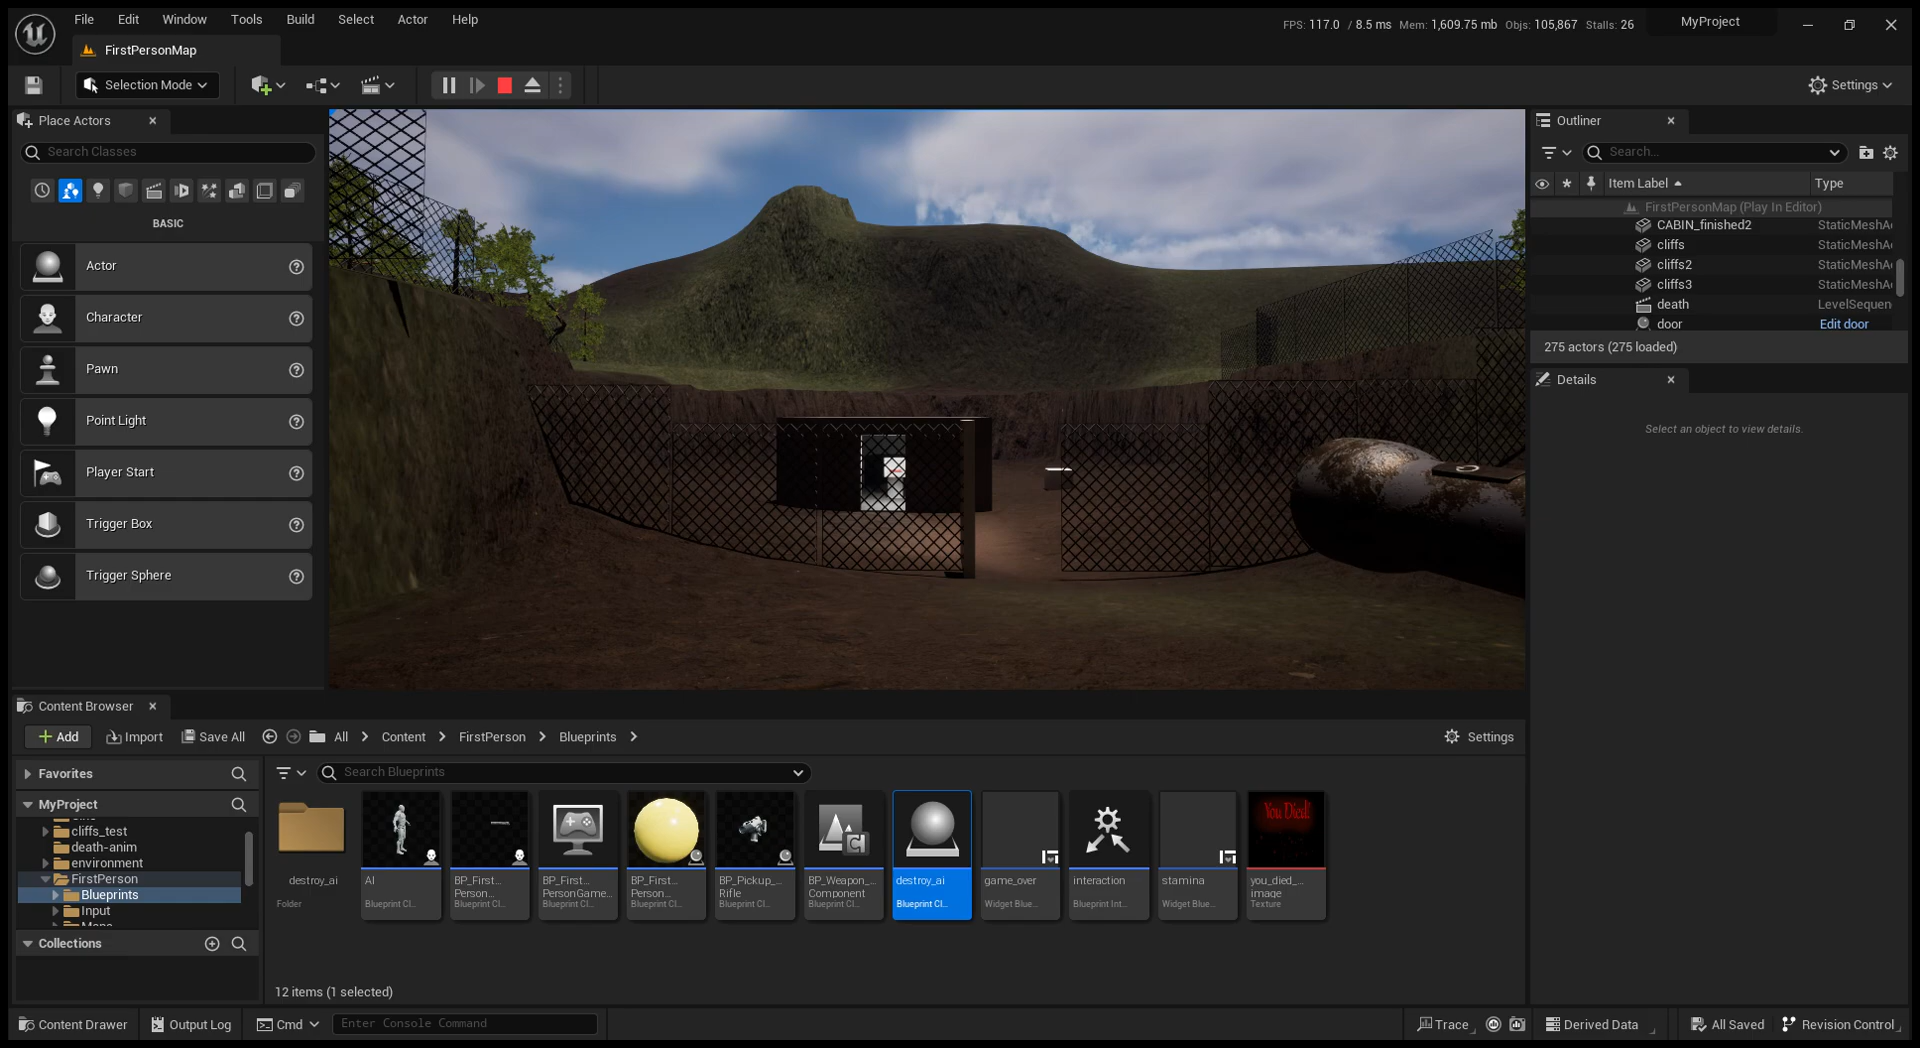 File Edit Window Tools Build Select Actor Help
FPS: 117.0 / 8.5 ms Mem: 1,609.75 mb Objs: 105,867 Stalls: 26
MyProject
FirstPersonMap
Selection Mode
Settings
Place Actors
Search Classes
BASIC
Actor
Character
Pawn
Point Light
Player Start
Trigger Box
Trigger Sphere
Outliner
Search...
Item Label Type
FirstPersonMap (Play In Editor)
CABIN_finished2 StaticMeshA
cliffs StaticMeshA
cliffs2 StaticMeshA
cliffs3 StaticMeshA
death LevelSequen
door Edit door
275 actors (275 loaded)
Details
Select an object to view details.
Content Browser
Add Import Save All All Content FirstPerson Blueprints
Settings
Favorites
MyProject
cliffs_test
death-anim
environment
FirstPerson
Blueprints
Input
Collections
Search Blueprints
destroy_ai
Folder
AI
Blueprint Cl...
BP_First...
Person
Blueprint Cl...
BP_First...
PersonGame...
Blueprint Cl...
BP_First...
Person...
Blueprint Cl...
BP_Pickup_...
Rifle
Blueprint Cl...
BP_Weapon_...
Component
Blueprint Cl...
destroy_ai
Blueprint Cl...
game_over
Widget Blue...
interaction
Blueprint Int...
stamina
Widget Blue...
You Died!
you_died_...
image
Texture
12 items (1 selected)
Content Drawer Output Log Cmd Enter Console Command
Trace Derived Data All Saved Revision Control